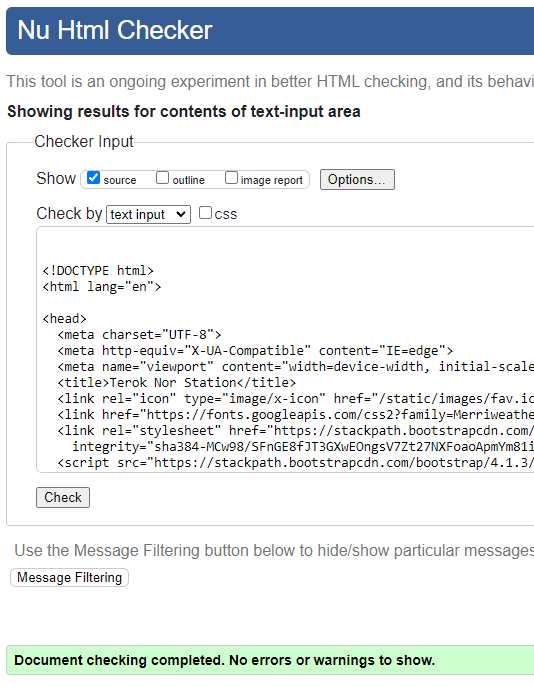 Nu Html Checker
This tool is an ongoing experiment in better HTML checking, and its behavi
Showing results for contents of text-input area
Checker Input
Show source outline image report Options...
Check by text input css
<!DOCTYPE html>
<html lang="en">
<head>
<meta charset="UTF-8">
<meta http-equiv="X-UA-Compatible" content="IE=edge">
<meta name="viewport" content="width=device-width, initial-scale
<title>Terok Nor Station</title>
<link rel="icon" type="image/x-icon" href="/static/images/fav.ic
<link href="https://fonts.googleapis.com/css2?family=Merriweathe
<link rel="stylesheet" href="https://stackpath.bootstrapcdn.com/
integrity="sha384-MCw98/SFnGE8fJT3GXwEOngsV7Zt27NXFoaoApmYm81i
<script src="https://stackpath.bootstrapcdn.com/bootstrap/4.1.3/
Check
Use the Message Filtering button below to hide/show particular messages
Message Filtering
Document checking completed. No errors or warnings to show.